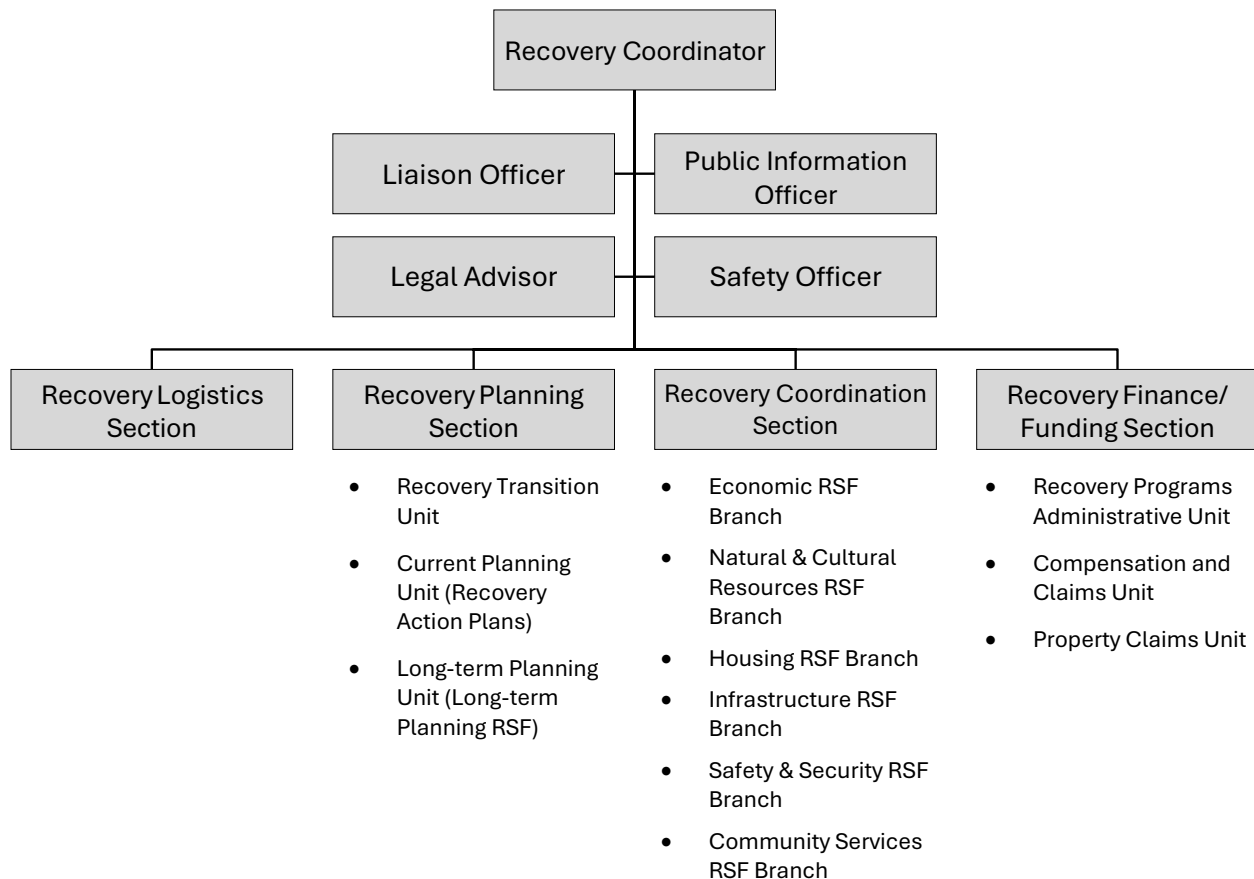 Recovery Coordinator
Liaison Officer
Public Information
Officer
Legal Advisor
Safety Officer
Recovery Logistics
Section
Recovery Planning
Section
• Recovery Transition
Unit
• Current Planning
Unit (Recovery
Action Plans)
• Long-term Planning
Unit (Long-term
Planning RSF)
Recovery Coordination
Section
• Economic RSF
Branch
• Natural & Cultural
Resources RSF
Branch
• Housing RSF Branch
• Infrastructure RSF
Branch
• Safety & Security RSF
Branch
• Community Services
RSF Branch
Recovery Finance/
Funding Section
• Recovery Programs
Administrative Unit
• Compensation and
Claims Unit
• Property Claims Unit